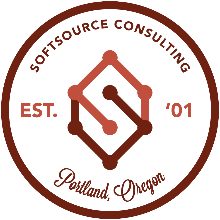 SOFTSOURCE CONSULTING
EST. '01
Portland, Oregon